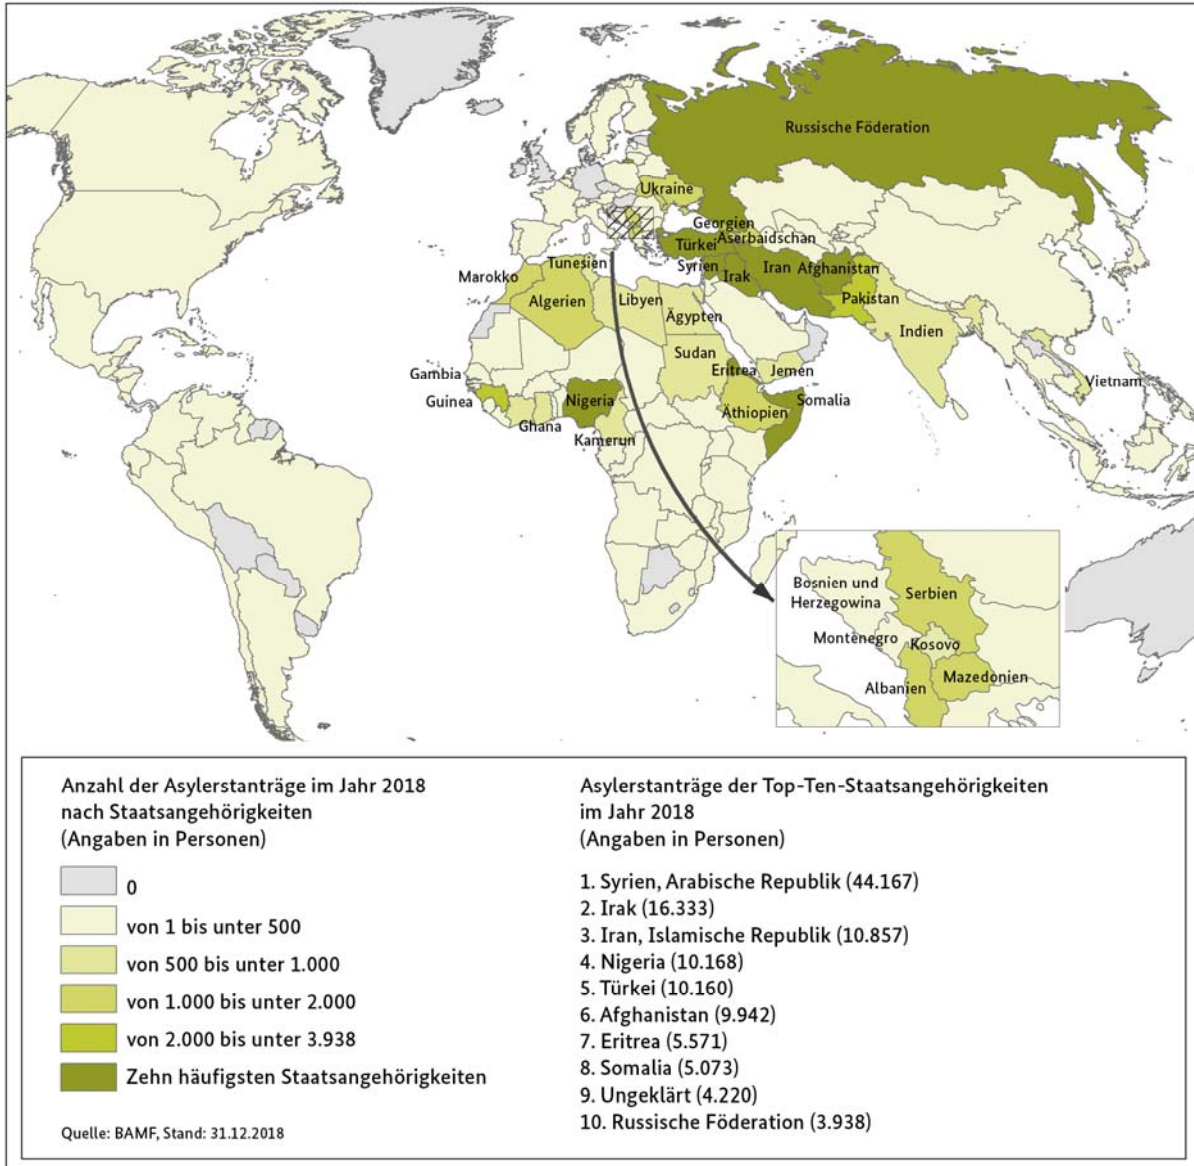 Russische Föderation
Ukraine
Georgien
Türkei
Aserbaidschan
Syrien
Irak
Iran
Afghanistan
Pakistan
Indien
Vietnam
Tunesien
Marokko
Algerien
Libyen
Ägypten
Sudan
Eritrea
Jemen
Gambia
Guinea
Nigeria
Ghana
Kamerun
Äthiopien
Somalia
Bosnien und
Herzegowina
Serbien
Montenegro
Kosovo
Albanien
Mazedonien
Anzahl der Asylerstanträge im Jahr 2018
nach Staatsangehörigkeiten
(Angaben in Personen)
0
von 1 bis unter 500
von 500 bis unter 1.000
von 1.000 bis unter 2.000
von 2.000 bis unter 3.938
Zehn häufigsten Staatsangehörigkeiten
Quelle: BAMF, Stand: 31.12.2018
Asylerstanträge der Top-Ten-Staatsangehörigkeiten
im Jahr 2018
(Angaben in Personen)
1. Syrien, Arabische Republik (44.167)
2. Irak (16.333)
3. Iran, Islamische Republik (10.857)
4. Nigeria (10.168)
5. Türkei (10.160)
6. Afghanistan (9.942)
7. Eritrea (5.571)
8. Somalia (5.073)
9. Ungeklärt (4.220)
10. Russische Föderation (3.938)